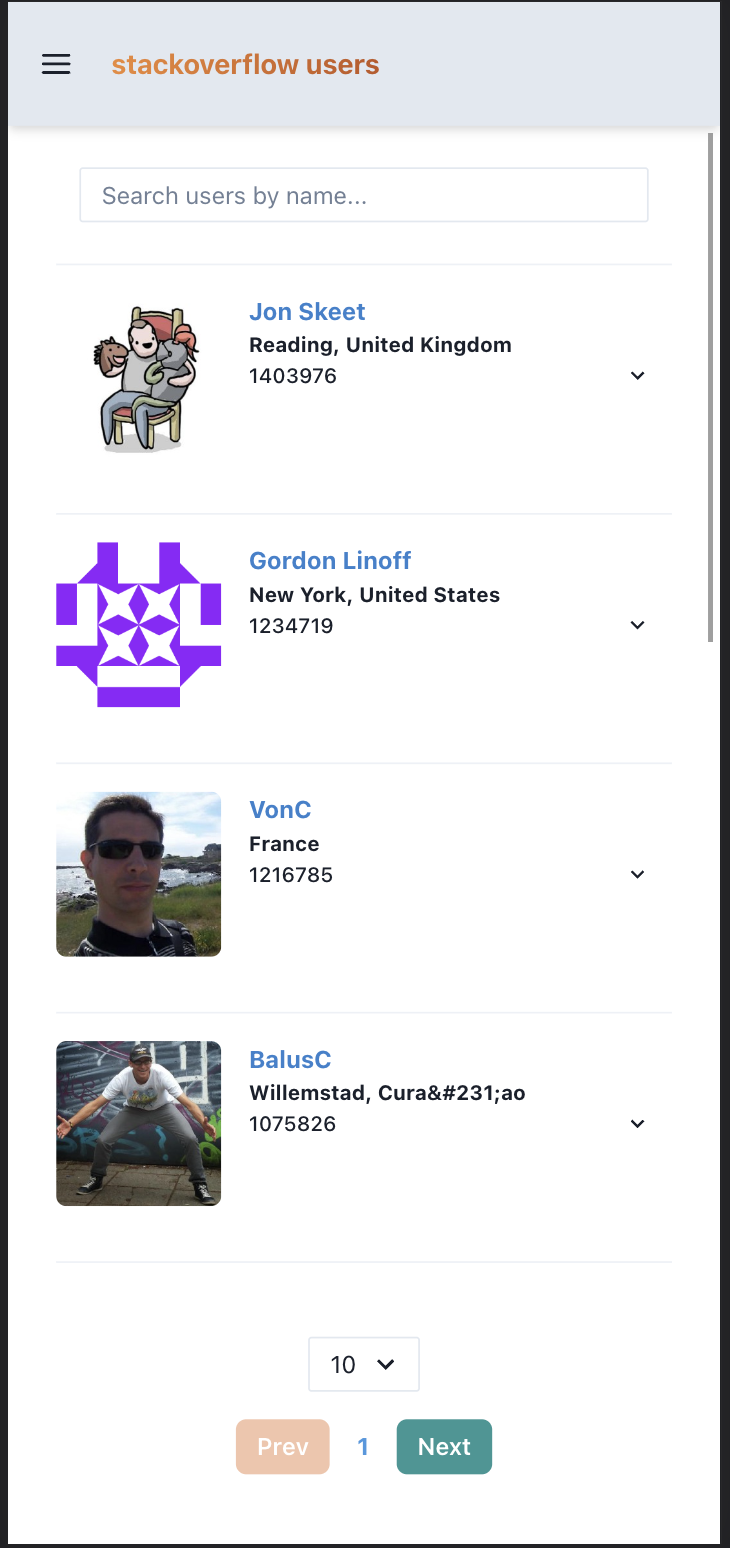 stackoverflow users
Search users by name...
Jon Skeet
Reading, United Kingdom
1403976
Gordon Linoff
New York, United States
1234719
VonC
France
1216785
BalusC
Willemstad, Cura&#231;ao
1075826
10
Prev 1 Next